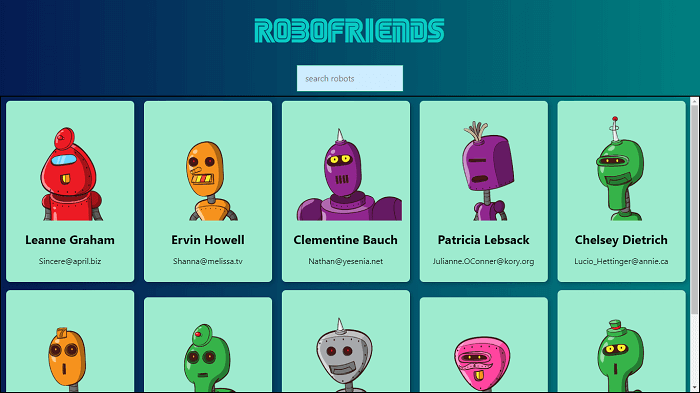 ROBOFRIENDS
search robots
Leanne Graham
Sincere@april.biz
Ervin Howell
Shanna@melissa.tv
Clementine Bauch
Nathan@yesenia.net
Patricia Lebsack
Julianne.OConner@kory.org
Chelsey Dietrich
Lucio_Hettinger@annie.ca